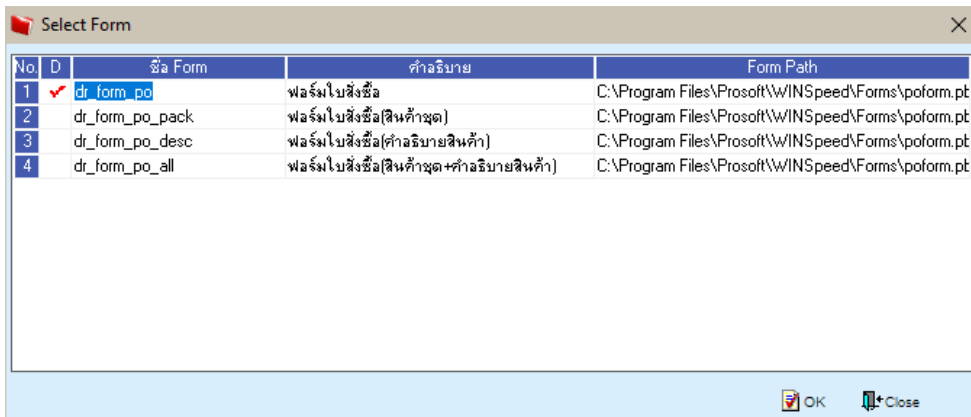 Select Form
No. D ชื่อ Form คำอธิบาย Form Path
1 dr_form_po ฟอร์มใบสั่งซื้อ C:\Program Files\Prosoft\WINSpeed\Forms\poform.pb
2 dr_form_po_pack ฟอร์มใบสั่งซื้อ(สินค้าชุด) C:\Program Files\Prosoft\WINSpeed\Forms\poform.pb
3 dr_form_po_desc ฟอร์มใบสั่งซื้อ(คำอธิบายสินค้า) C:\Program Files\Prosoft\WINSpeed\Forms\poform.pb
4 dr_form_po_all ฟอร์มใบสั่งซื้อ(สินค้าชุด+คำอธิบายสินค้า) C:\Program Files\Prosoft\WINSpeed\Forms\poform.pb
OK Close